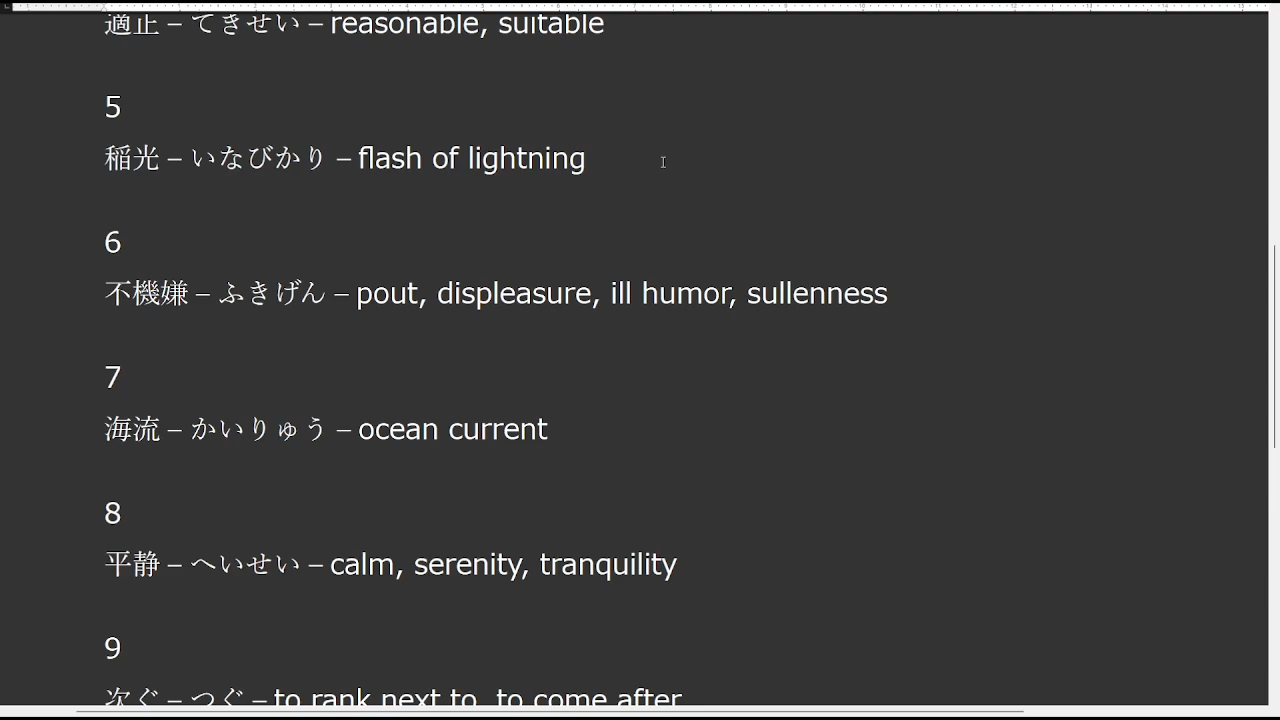 適正 – てきせい – reasonable, suitable
5
稲光 – いなびかり – flash of lightning
6
不機嫌 – ふきげん – pout, displeasure, ill humor, sullenness
7
海流 – かいりゅう – ocean current
8
平静 – へいせい – calm, serenity, tranquility
9
次ぐ – つぐ – to rank next to, to come after